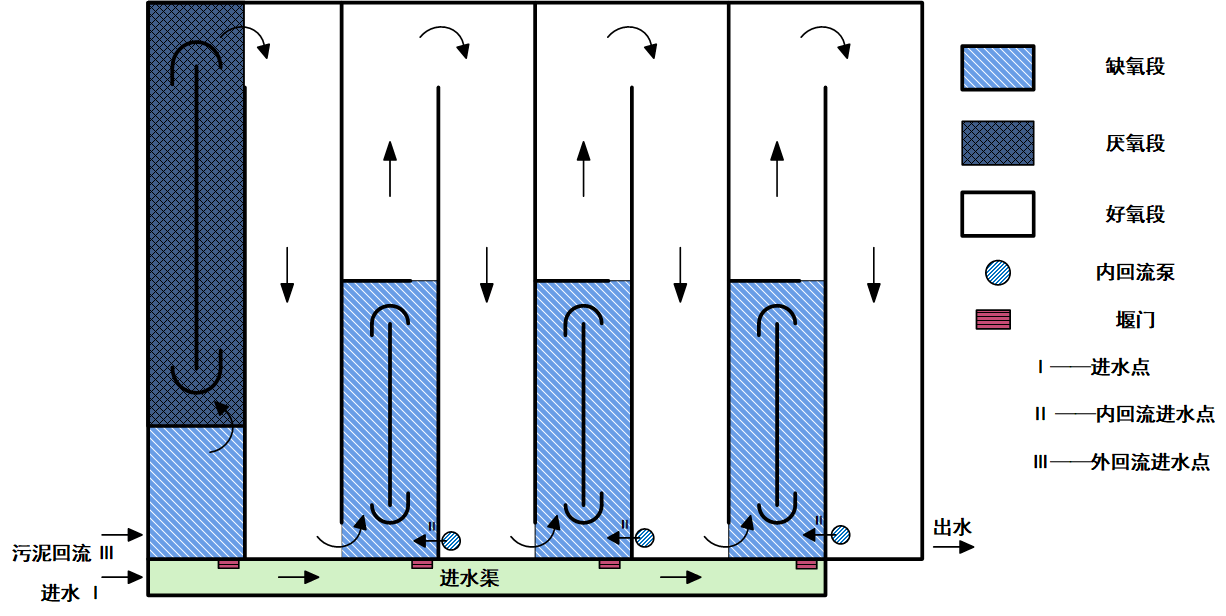 缺氧段
厌氧段
好氧段
内回流泵
堰门
Ⅰ——进水点
Ⅱ——内回流进水点
Ⅲ——外回流进水点
Ⅱ
Ⅱ
Ⅱ
污泥回流 Ⅲ
进水 Ⅰ
进水渠
出水